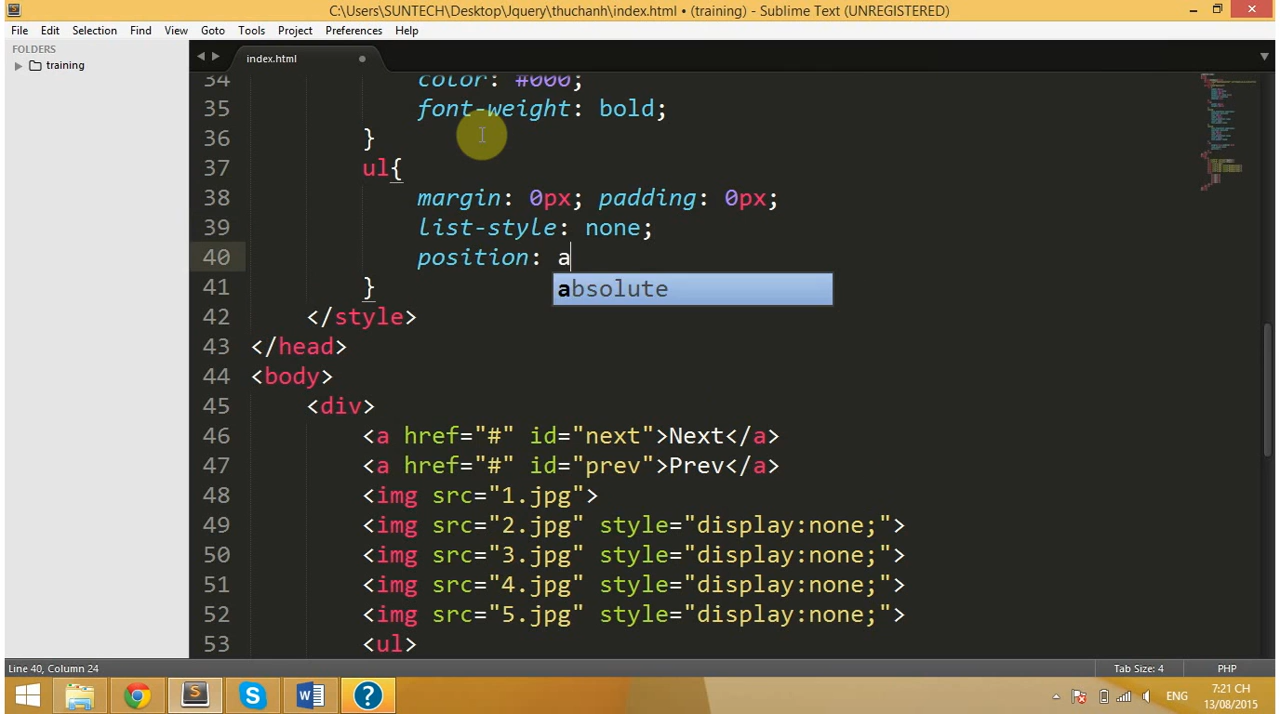 C:\Users\SUNTECH\Desktop\Jquery\thuchanh\index.html • (training) - Sublime Text (UNREGISTERED)
File Edit Selection Find View Goto Tools Project Preferences Help
FOLDERS
training
index.html
34 color: #000;
35 font-weight: bold;
36 }
37 ul{
38 margin: 0px; padding: 0px;
39 list-style: none;
40 position: a
absolute
41 }
42 </style>
43 </head>
44 <body>
45 <div>
46 <a href="#" id="next">Next</a>
47 <a href="#" id="prev">Prev</a>
48 <img src="1.jpg">
49 <img src="2.jpg" style="display:none;">
50 <img src="3.jpg" style="display:none;">
51 <img src="4.jpg" style="display:none;">
52 <img src="5.jpg" style="display:none;">
53 <ul>
Line 40, Column 24
Tab Size: 4
PHP
ENG
7:21 CH
13/08/2015